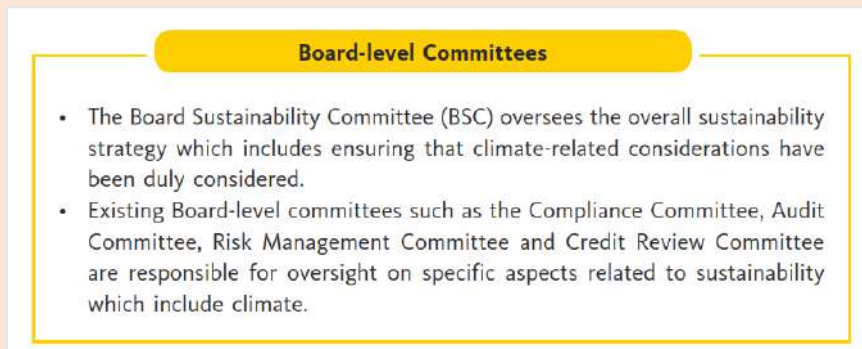 Board-level Committees
• The Board Sustainability Committee (BSC) oversees the overall sustainability
strategy which includes ensuring that climate-related considerations have
been duly considered.
• Existing Board-level committees such as the Compliance Committee, Audit
Committee, Risk Management Committee and Credit Review Committee
are responsible for oversight on specific aspects related to sustainability
which include climate.